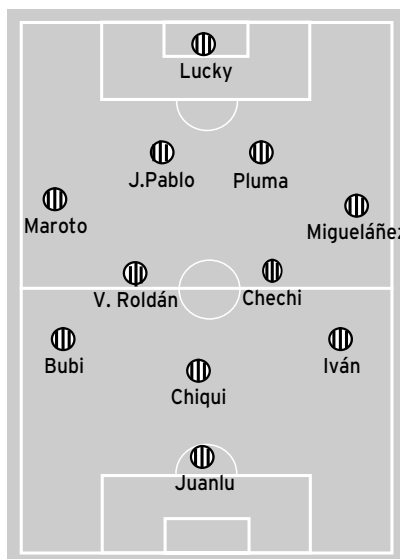 Lucky
J.Pablo
Pluma
Maroto
Migueláñez
V. Roldán
Chechi
Bubi
Iván
Chiqui
Juanlu